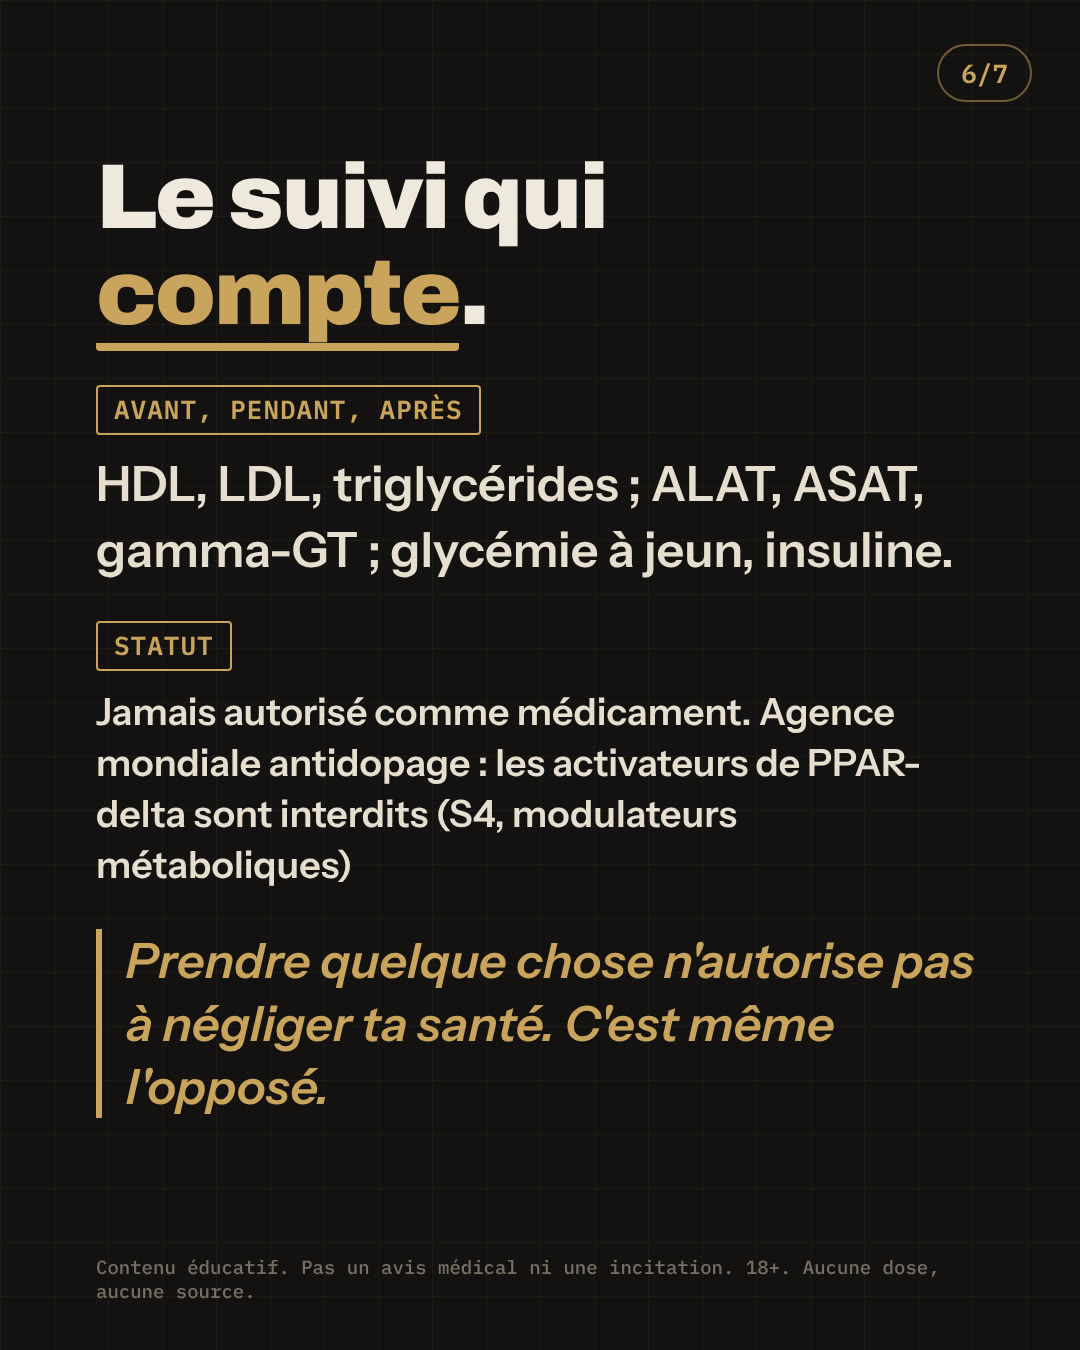 6/7
Le suivi qui
compte.
AVANT, PENDANT, APRÈS
HDL, LDL, triglycérides ; ALAT, ASAT,
gamma-GT ; glycémie à jeun, insuline.
STATUT
Jamais autorisé comme médicament. Agence
mondiale antidopage : les activateurs de PPAR-
delta sont interdits (S4, modulateurs
métaboliques)
Prendre quelque chose n'autorise pas
à négliger ta santé. C'est même
l'opposé.
Contenu éducatif. Pas un avis médical ni une incitation. 18+. Aucune dose,
aucune source.